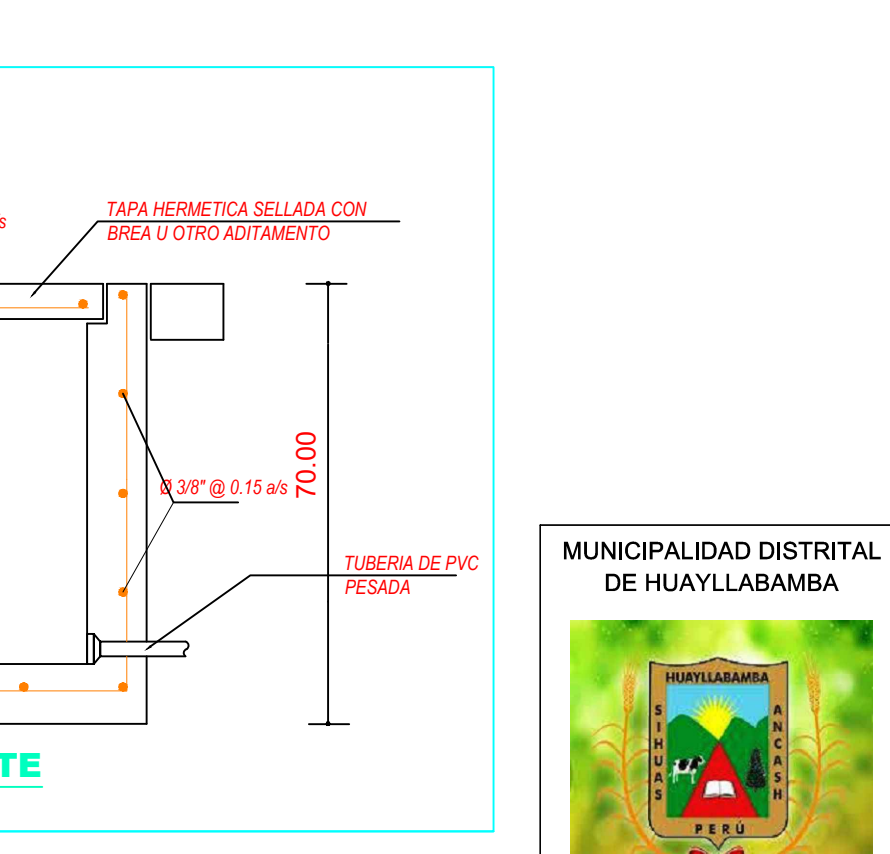 s
TAPA HERMETICA SELLADA CON
BREA U OTRO ADITAMENTO
Ø 3/8" @ 0.15 a/s
70.00
TUBERIA DE PVC
PESADA
TE
MUNICIPALIDAD DISTRITAL
DE HUAYLLABAMBA
HUAYLLABAMBA
SIHUAS
ANCASH
PERÚ